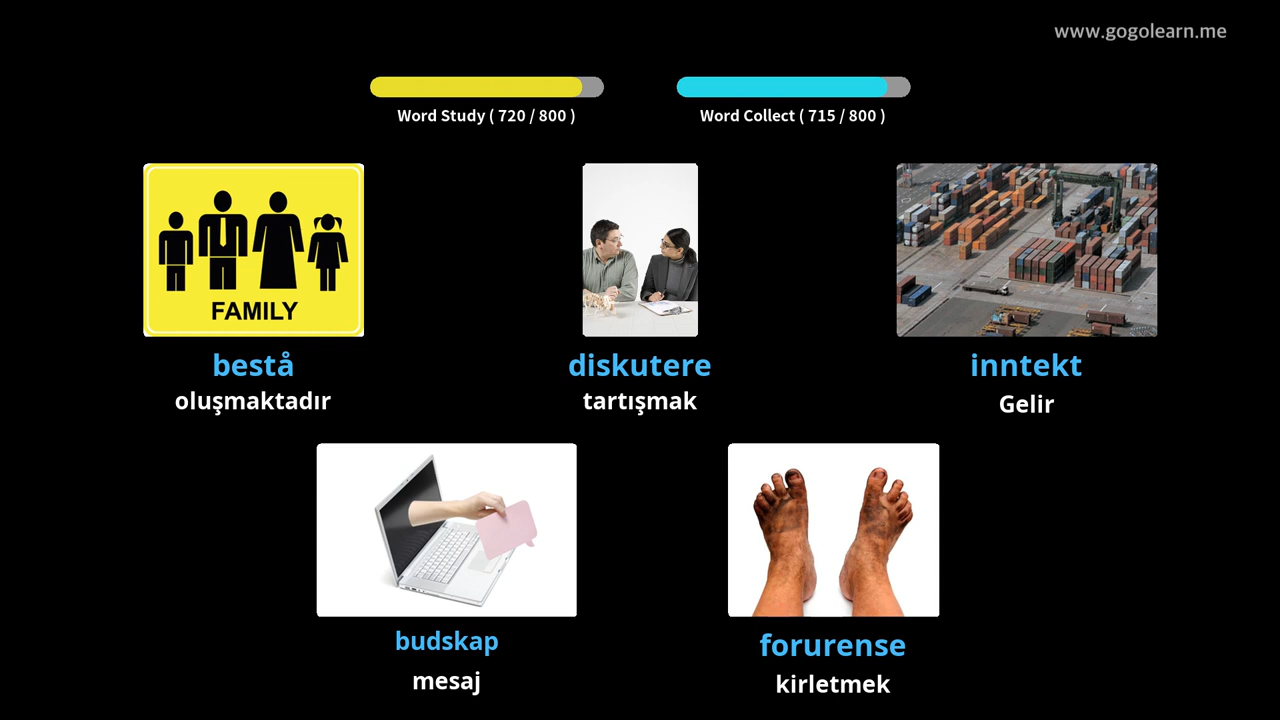 www.gogolearn.me
Word Study ( 720 / 800 )
Word Collect ( 715 / 800 )
FAMILY
bestå
oluşmaktadır
diskutere
tartışmak
inntekt
Gelir
budskap
mesaj
forurense
kirletmek